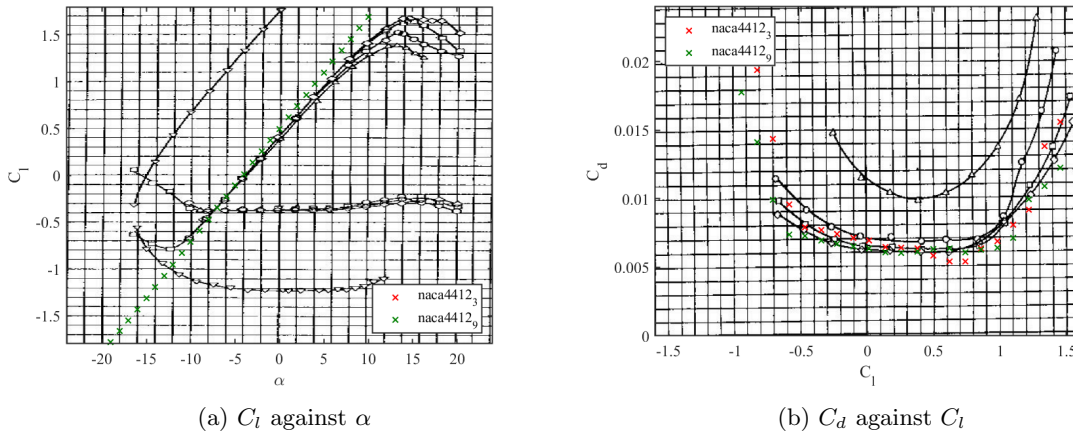 1.5
1
0.5
0
-0.5
-1
-1.5
C_l
-20 -15 -10 -5 0 5 10 15 20
α
naca4412_3
naca4412_9
(a) C_l against α
0.02
0.015
0.01
0.005
0
C_d
-1.5 -1 -0.5 0 0.5 1 1.5
C_l
naca4412_3
naca4412_9
(b) C_d against C_l